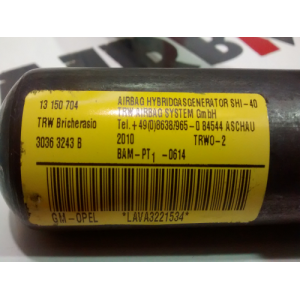 13 150 704
AIRBAG HYBRIDGASGENERATOR SHI-40
TRW AIRBAG SYSTEM GmbH
TRW Bricherasio
Tel.+49(0)8638/965-0 84544 ASCHAU
3036 3243 B
2010 TRWO-2
BAM-PT1 -0614
GM-OPEL
*LAVA3221534*